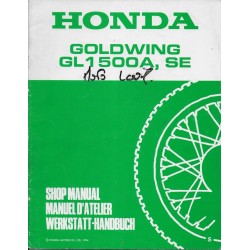 HONDA
GOLDWING
GL1500A, SE
SHOP MANUAL
MANUEL D'ATELIER
WERKSTATT-HANDBUCH